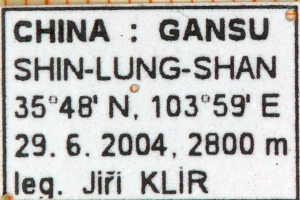 CHINA : GANSU
SHIN-LUNG-SHAN
35°48' N, 103°59' E
29. 6. 2004, 2800 m
leg. Jiří KLÍR